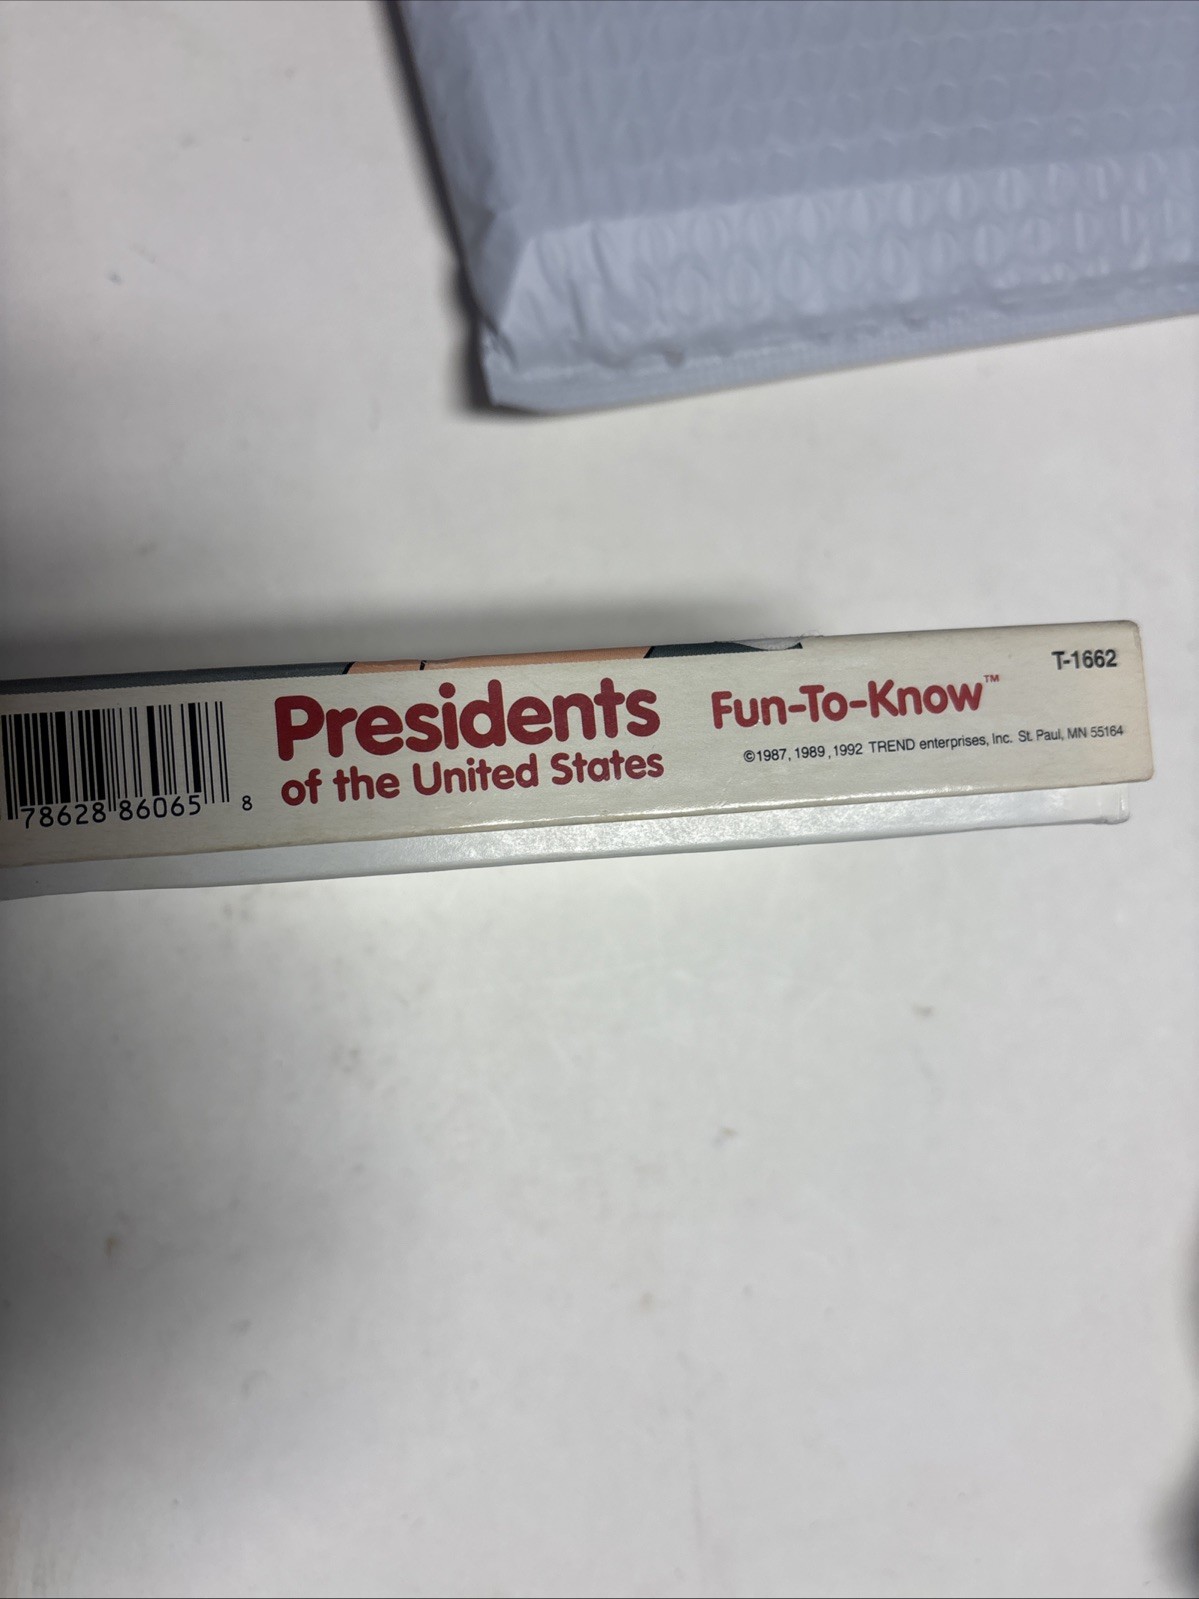 T-1662
Presidents
of the United States
Fun-To-Know™
©1987, 1989, 1992 TREND enterprises, Inc. St. Paul, MN 55164
78628 86065 8